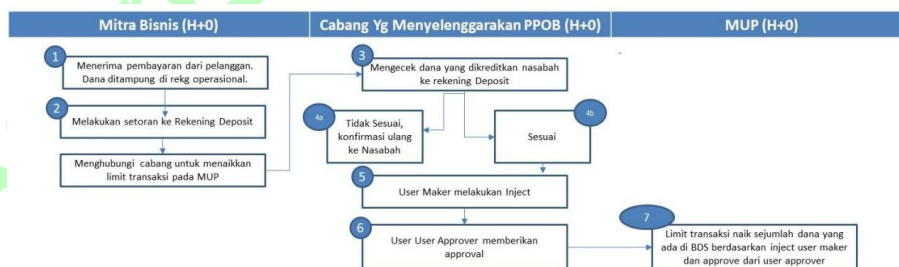 Mitra Bisnis (H+0)
Cabang Yg Menyelenggarakan PPOB (H+0)
MUP (H+0)
1
Menerima pembayaran dari pelanggan.
Dana ditampung di rekg operasional.
2
Melakukan setoran ke Rekening Deposit
Menghubungi cabang untuk menaikkan
limit transaksi pada MUP
3
Mengecek dana yang dikreditkan nasabah
ke rekening Deposit
4a
Tidak Sesuai,
konfirmasi ulang
ke Nasabah
4b
Sesuai
5
User Maker melakukan Inject
6
User User Approver memberikan
approval
7
Limit transaksi naik sejumlah dana yang
ada di BDS berdasarkan inject user maker
dan approve dari user approver